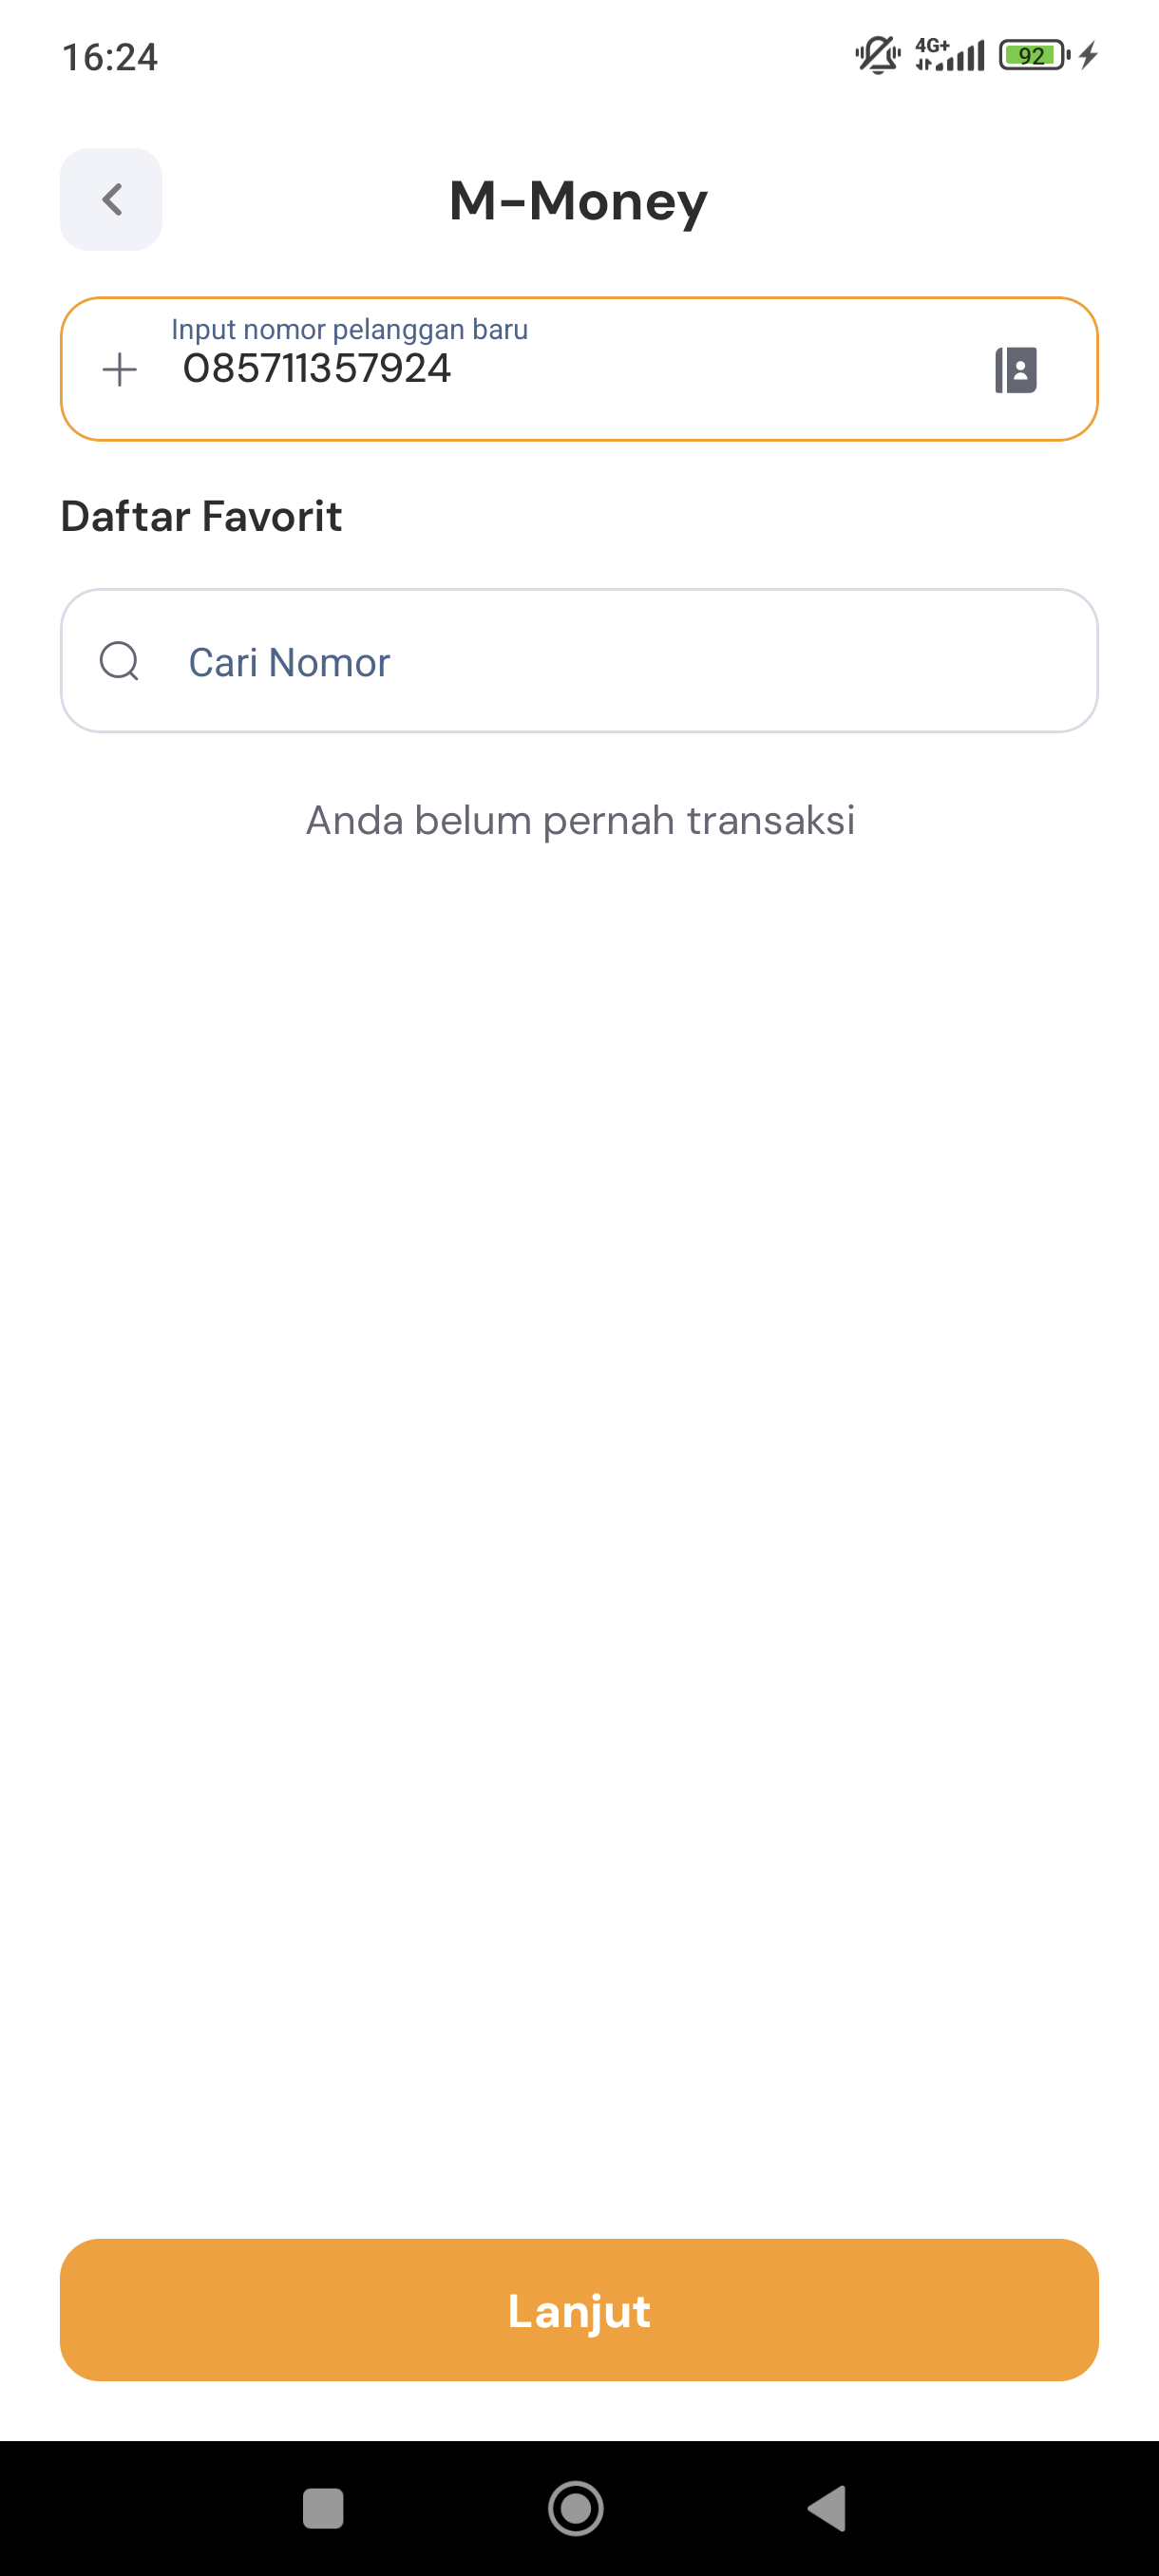 16:24
4G+
92
M-Money
Input nomor pelanggan baru
085711357924
Daftar Favorit
Cari Nomor
Anda belum pernah transaksi
Lanjut